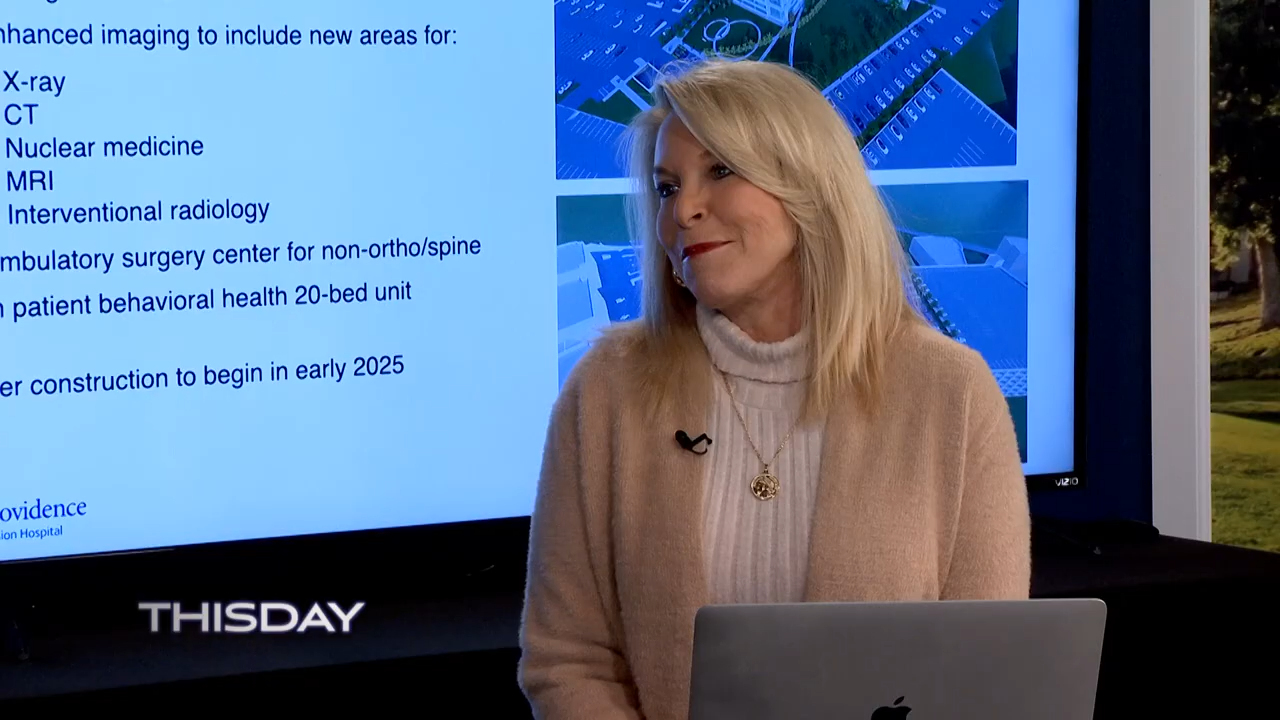 nhanced imaging to include new areas for:
X-ray
CT
Nuclear medicine
MRI
Interventional radiology
mbulatory surgery center for non-ortho/spine
patient behavioral health 20-bed unit
er construction to begin in early 2025
ovidence
ion Hospital
VIZIO
THISDAY